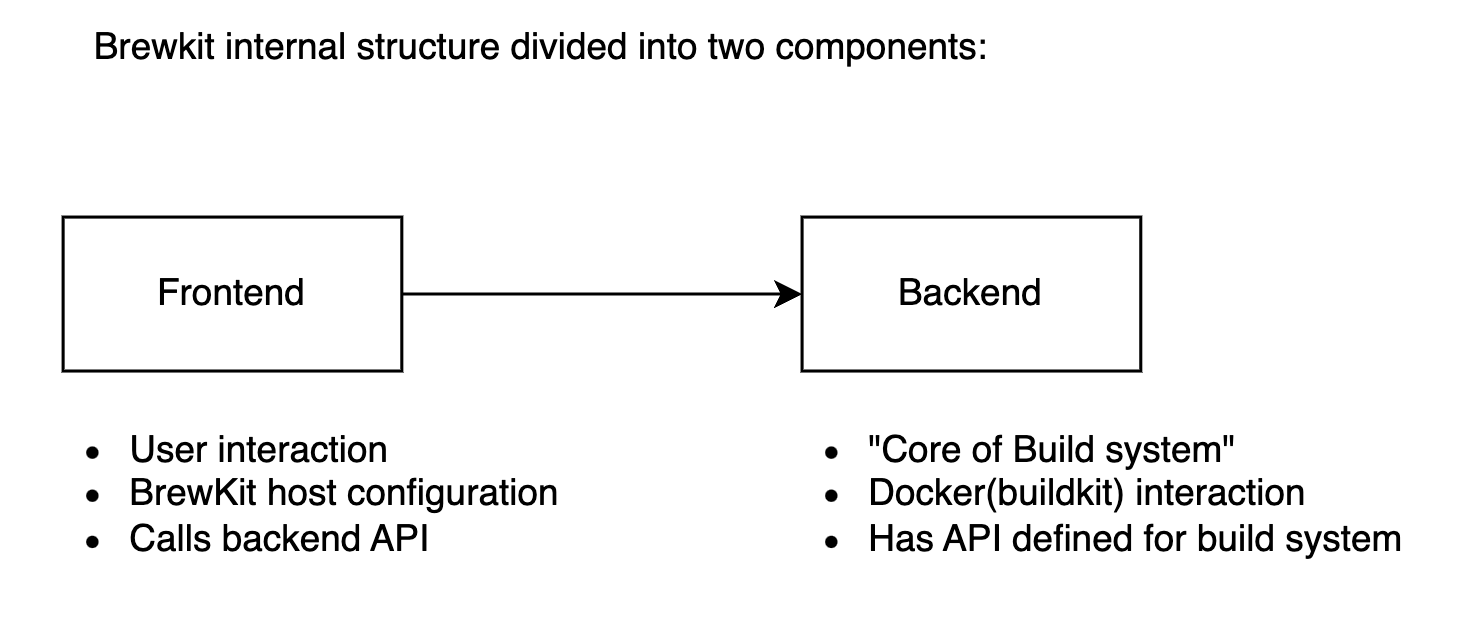 Brewkit internal structure divided into two components:
Frontend
Backend
• User interaction
• BrewKit host configuration
• Calls backend API
• "Core of Build system"
• Docker(buildkit) interaction
• Has API defined for build system